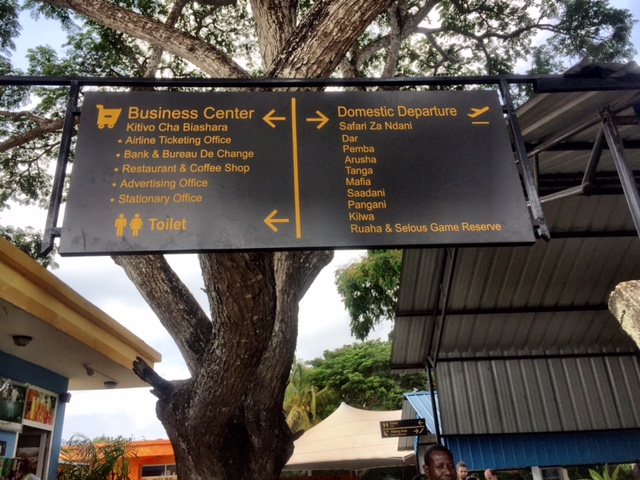 Business Center
Kitivo Cha Biashara
• Airline Ticketing Office
• Bank & Bureau De Change
• Restaurant & Coffee Shop
• Advertising Office
• Stationary Office
Toilet
Domestic Departure
Safari Za Ndani
Dar
Pemba
Arusha
Tanga
Mafia
Saadani
Pangani
Kilwa
Ruaha & Selous Game Reserve